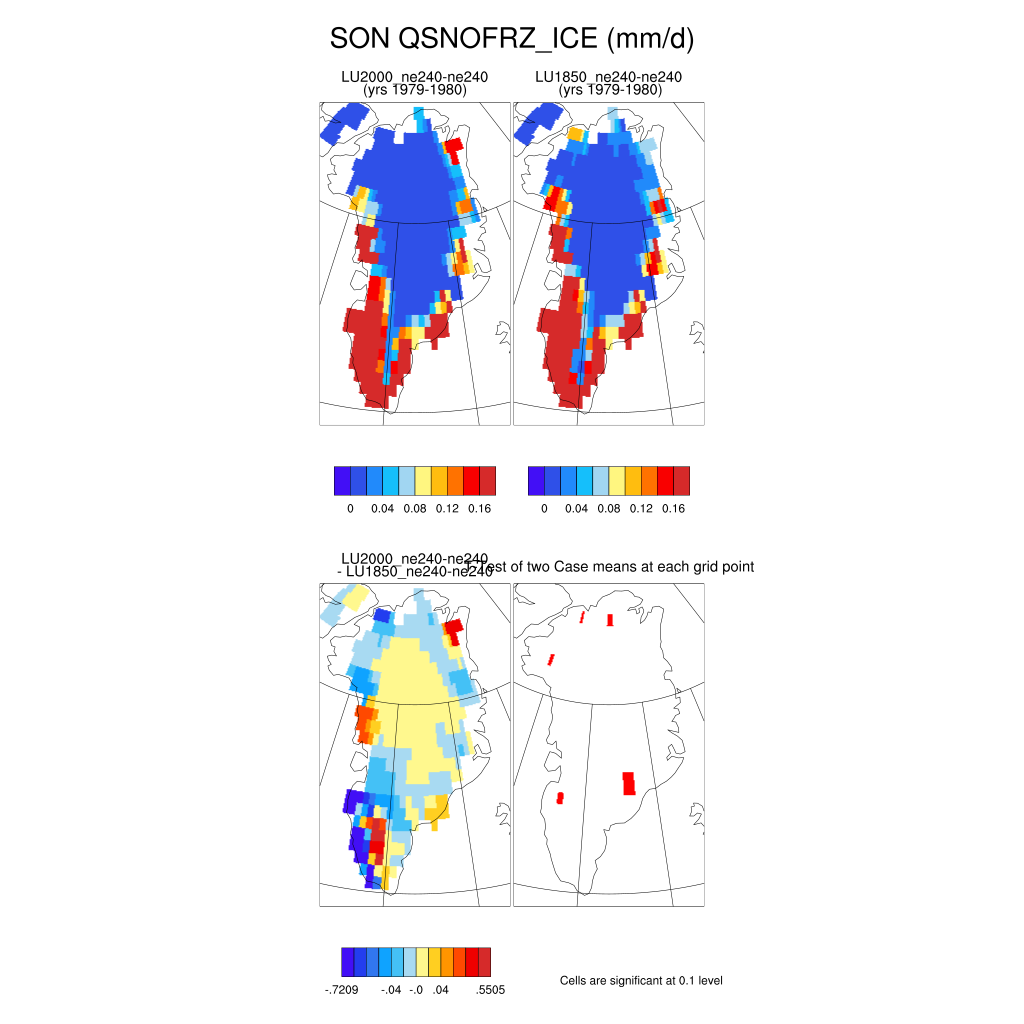 SON QSNOFRZ_ICE (mm/d)
LU2000_ne240-ne240
(yrs 1979-1980)
LU1850_ne240-ne240
(yrs 1979-1980)
0 0.04 0.08 0.12 0.16
0 0.04 0.08 0.12 0.16
LU2000_ne240-ne240
- LU1850_ne240-ne240
T-Test of two Case means at each grid point
-.7209 -.04 -.0 .04 .5505
Cells are significant at 0.1 level